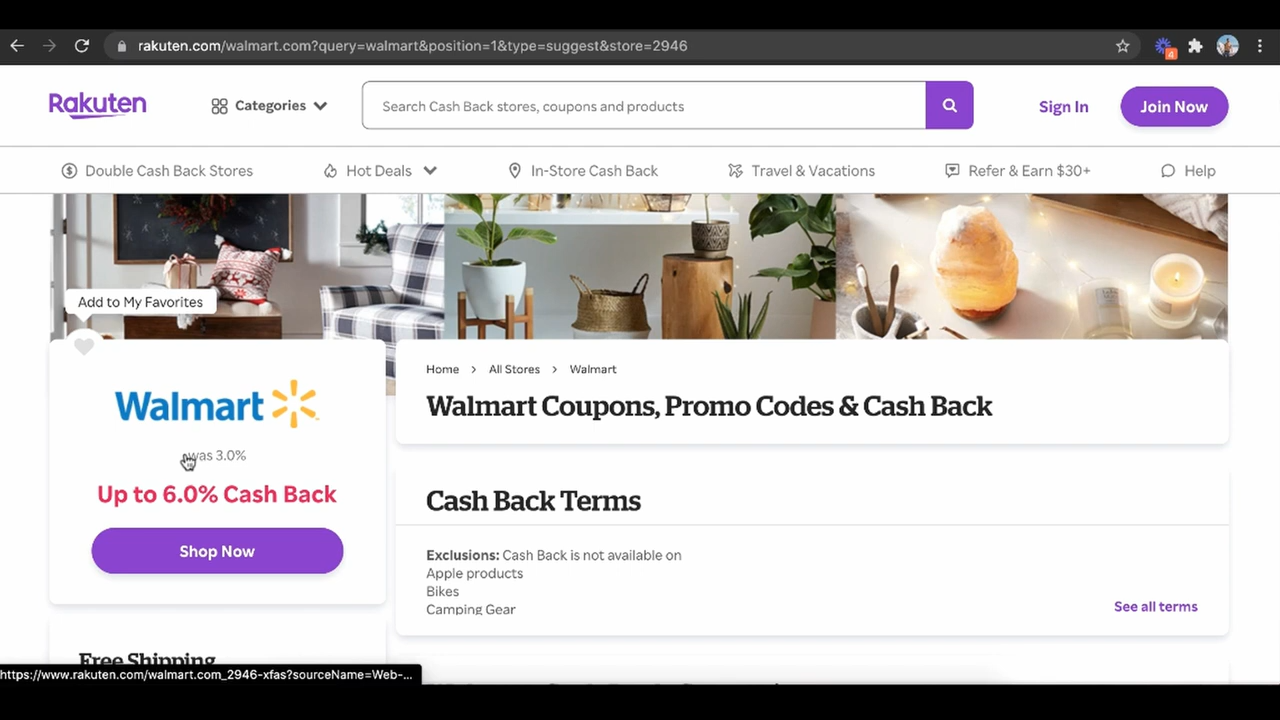 rakuten.com/walmart.com?query=walmart&position=1&type=suggest&store=2946
4
Rakuten
Categories
Search Cash Back stores, coupons and products
Sign In
Join Now
Double Cash Back Stores
Hot Deals
In-Store Cash Back
Travel & Vacations
Refer & Earn $30+
Help
Add to My Favorites
Home > All Stores > Walmart
Walmart Coupons, Promo Codes & Cash Back
Walmart
was 3.0%
Up to 6.0% Cash Back
Shop Now
Cash Back Terms
Exclusions: Cash Back is not available on
Apple products
Bikes
Camping Gear
See all terms
Free Shipping
https://www.rakuten.com/walmart.com_2946-xfas?sourceName=Web-...